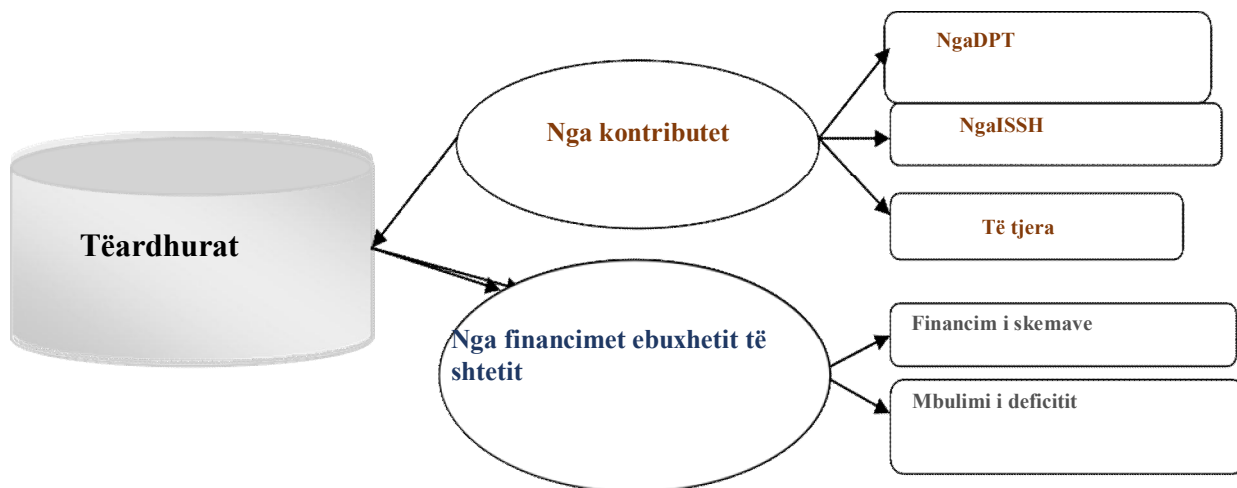 Tëardhurat
Nga kontributet
NgaDPT
NgaISSH
Të tjera
Nga financimet ebuxhetit të
shtetit
Financim i skemave
Mbulimi i deficitit